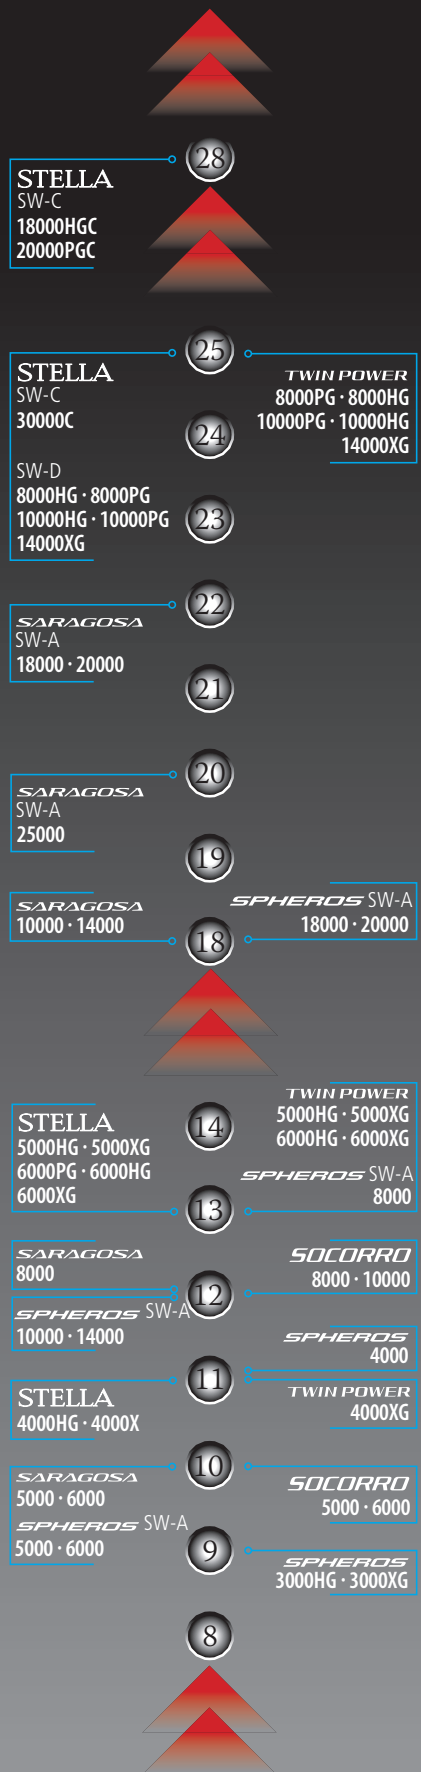 28
STELLA
SW-C
18000HGC
20000PGC
25
STELLA
SW-C
30000C
SW-D
8000HG · 8000PG
10000HG · 10000PG
14000XG
TWIN POWER
8000PG · 8000HG
10000PG · 10000HG
14000XG
24
23
22
SARAGOSA
SW-A
18000 · 20000
21
20
SARAGOSA
SW-A
25000
19
SARAGOSA
10000 · 14000
18
SPHEROS SW-A
18000 · 20000
14
STELLA
5000HG · 5000XG
6000PG · 6000HG
6000XG
TWIN POWER
5000HG · 5000XG
6000HG · 6000XG
SPHEROS SW-A
8000
13
SARAGOSA
8000
12
SOCORRO
8000 · 10000
SPHEROS SW-A
10000 · 14000
SPHEROS
4000
11
STELLA
4000HG · 4000X
TWIN POWER
4000XG
10
SARAGOSA
5000 · 6000
SPHEROS SW-A
5000 · 6000
SOCORRO
5000 · 6000
9
SPHEROS
3000HG · 3000XG
8